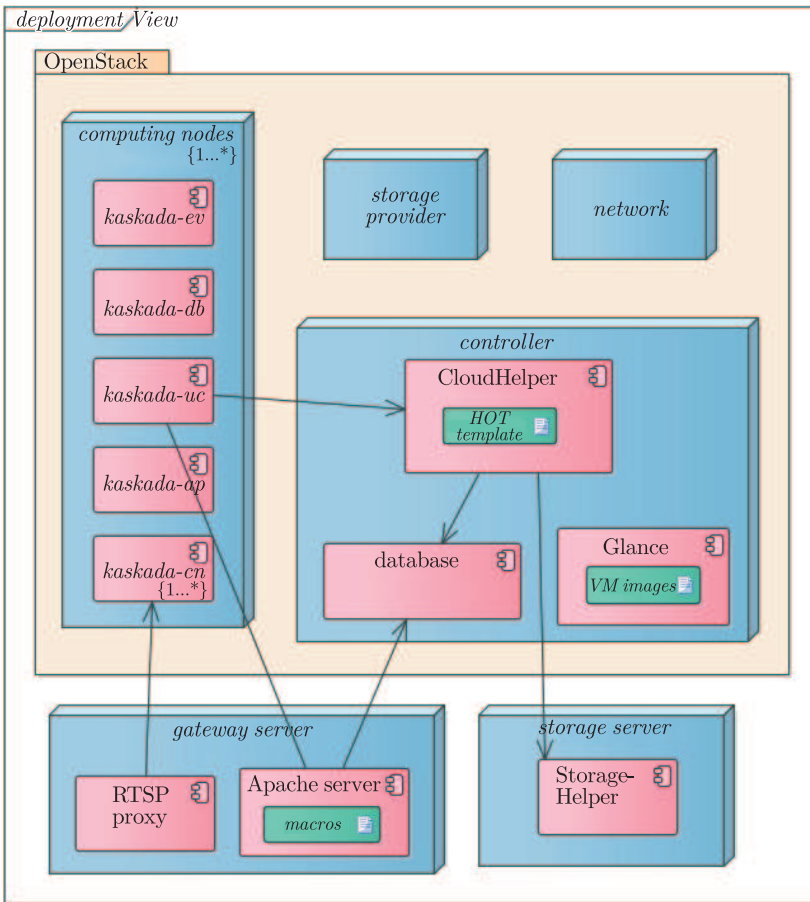 deployment View
OpenStack
computing nodes
{1...*}
kaskada-ev
kaskada-db
kaskada-uc
kaskada-ap
kaskada-cn
{1...*}
storage
provider
network
controller
CloudHelper
HOT
template
database
Glance
VM images
gateway server
RTSP
proxy
Apache server
macros
storage server
Storage-
Helper